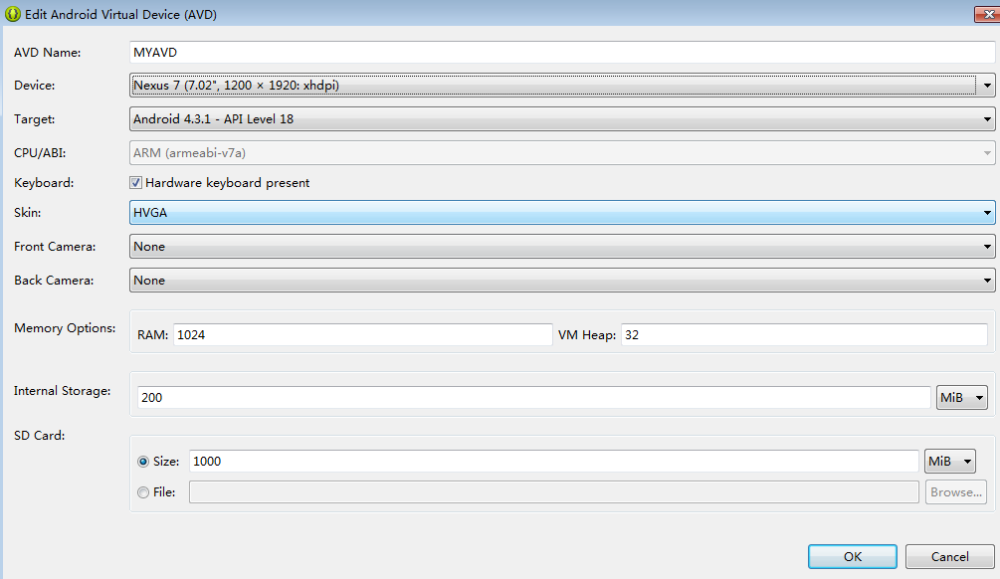 Edit Android Virtual Device (AVD)
AVD Name: MYAVD
Device: Nexus 7 (7.02", 1200 × 1920: xhdpi)
Target: Android 4.3.1 - API Level 18
CPU/ABI: ARM (armeabi-v7a)
Keyboard: Hardware keyboard present
Skin: HVGA
Front Camera: None
Back Camera: None
Memory Options: RAM: 1024 VM Heap: 32
Internal Storage: 200 MiB
SD Card:
Size: 1000 MiB
File: Browse...
OK Cancel